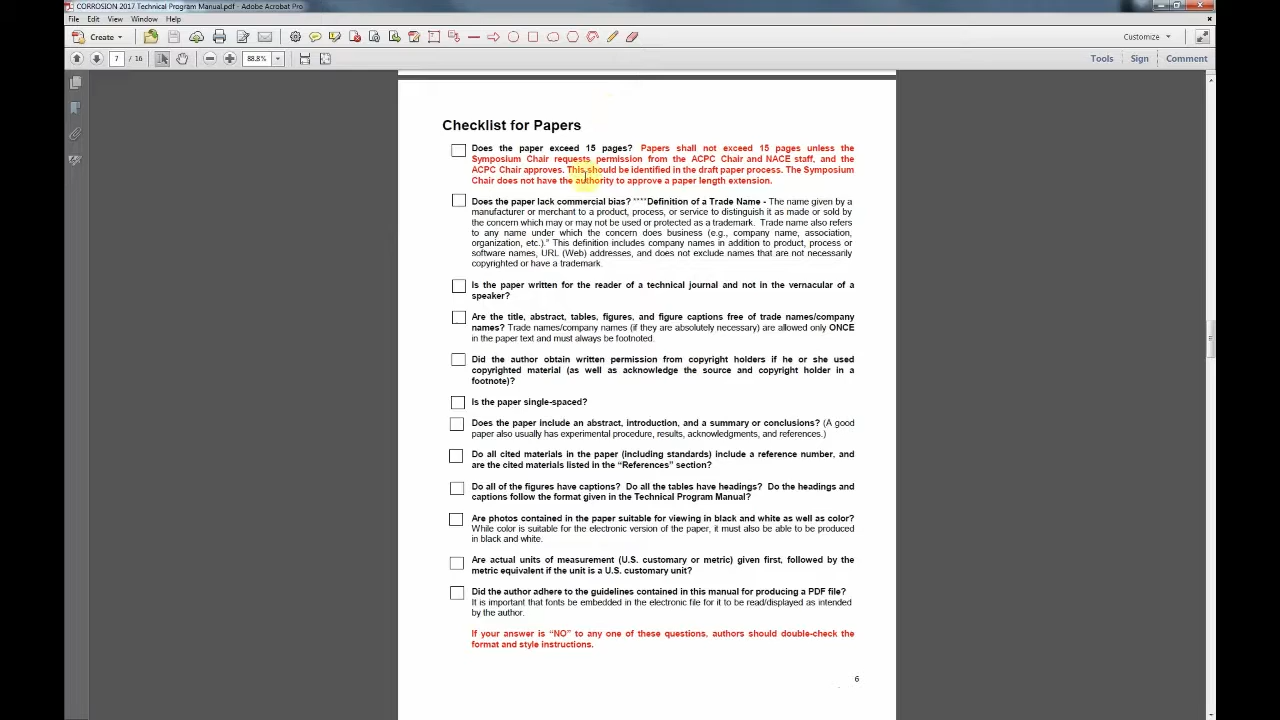 CORROSION 2017 Technical Program Manual.pdf - Adobe Acrobat Pro
File Edit View Window Help
Create Customize
7 / 16 88.8% Tools Sign Comment
Checklist for Papers
Does the paper exceed 15 pages? Papers shall not exceed 15 pages unless the
Symposium Chair requests permission from the ACPC Chair and NACE staff, and the
ACPC Chair approves. This should be identified in the draft paper process. The Symposium
Chair does not have the authority to approve a paper length extension.
Does the paper lack commercial bias? ****Definition of a Trade Name - The name given by a
manufacturer or merchant to a product, process, or service to distinguish it as made or sold by
the concern which may or may not be used or protected as a trademark. Trade name also refers
to any name under which the concern does business (e.g., company name, association,
organization, etc.)." This definition includes company names in addition to product, process or
software names, URL (Web) addresses, and does not exclude names that are not necessarily
copyrighted or have a trademark.
Is the paper written for the reader of a technical journal and not in the vernacular of a
speaker?
Are the title, abstract, tables, figures, and figure captions free of trade names/company
names? Trade names/company names (if they are absolutely necessary) are allowed only ONCE
in the paper text and must always be footnoted.
Did the author obtain written permission from copyright holders if he or she used
copyrighted material (as well as acknowledge the source and copyright holder in a
footnote)?
Is the paper single-spaced?
Does the paper include an abstract, introduction, and a summary or conclusions? (A good
paper also usually has experimental procedure, results, acknowledgments, and references.)
Do all cited materials in the paper (including standards) include a reference number, and
are the cited materials listed in the “References” section?
Do all of the figures have captions? Do all the tables have headings? Do the headings and
captions follow the format given in the Technical Program Manual?
Are photos contained in the paper suitable for viewing in black and white as well as color?
While color is suitable for the electronic version of the paper, it must also be able to be produced
in black and white.
Are actual units of measurement (U.S. customary or metric) given first, followed by the
metric equivalent if the unit is a U.S. customary unit?
Did the author adhere to the guidelines contained in this manual for producing a PDF file?
It is important that fonts be embedded in the electronic file for it to be read/displayed as intended
by the author.
If your answer is “NO” to any one of these questions, authors should double-check the
format and style instructions.
6